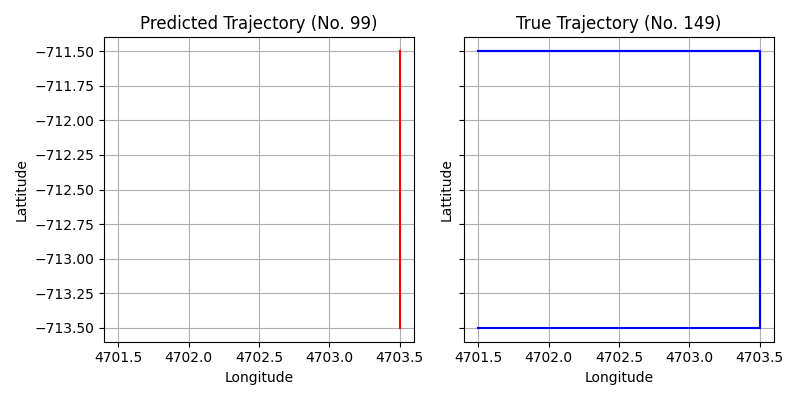 Predicted Trajectory (No. 99)
True Trajectory (No. 149)
−711.50
−711.75
−712.00
−712.25
−712.50
−712.75
−713.00
−713.25
−713.50
Lattitude
Lattitude
4701.5 4702.0 4702.5 4703.0 4703.5
4701.5 4702.0 4702.5 4703.0 4703.5
Longitude
Longitude